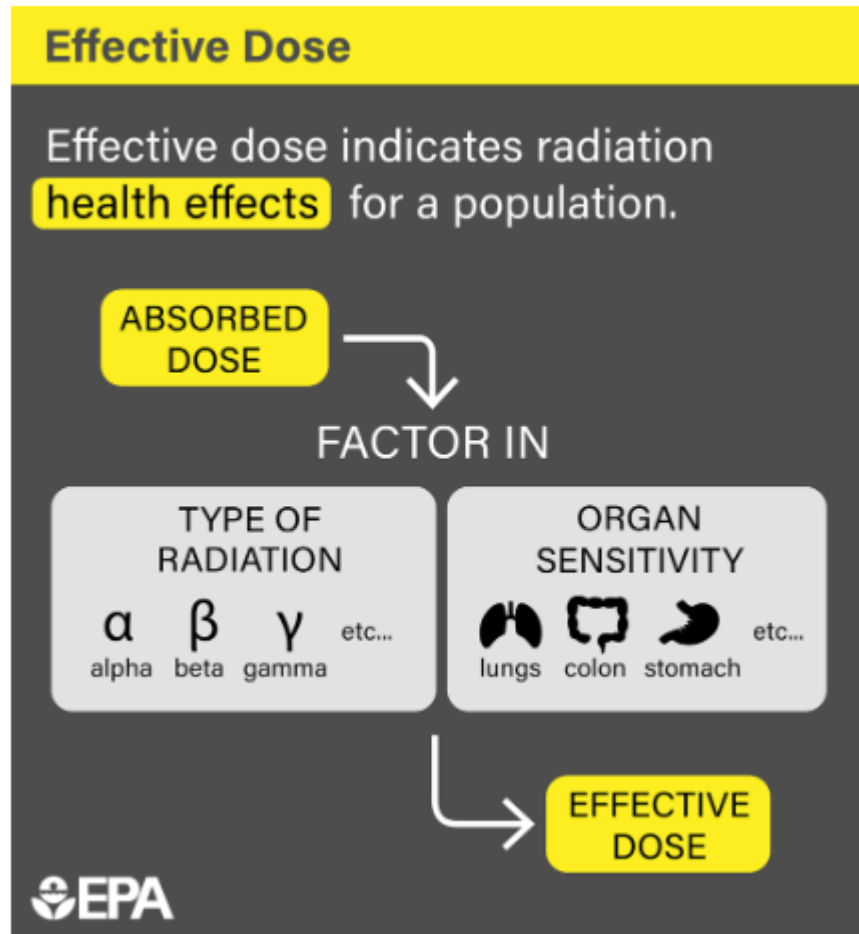 Effective Dose
Effective dose indicates radiation
health effects for a population.
ABSORBED
DOSE
FACTOR IN
TYPE OF
RADIATION
α β γ etc...
alpha beta gamma
ORGAN
SENSITIVITY
etc...
lungs colon stomach
EFFECTIVE
DOSE
EPA